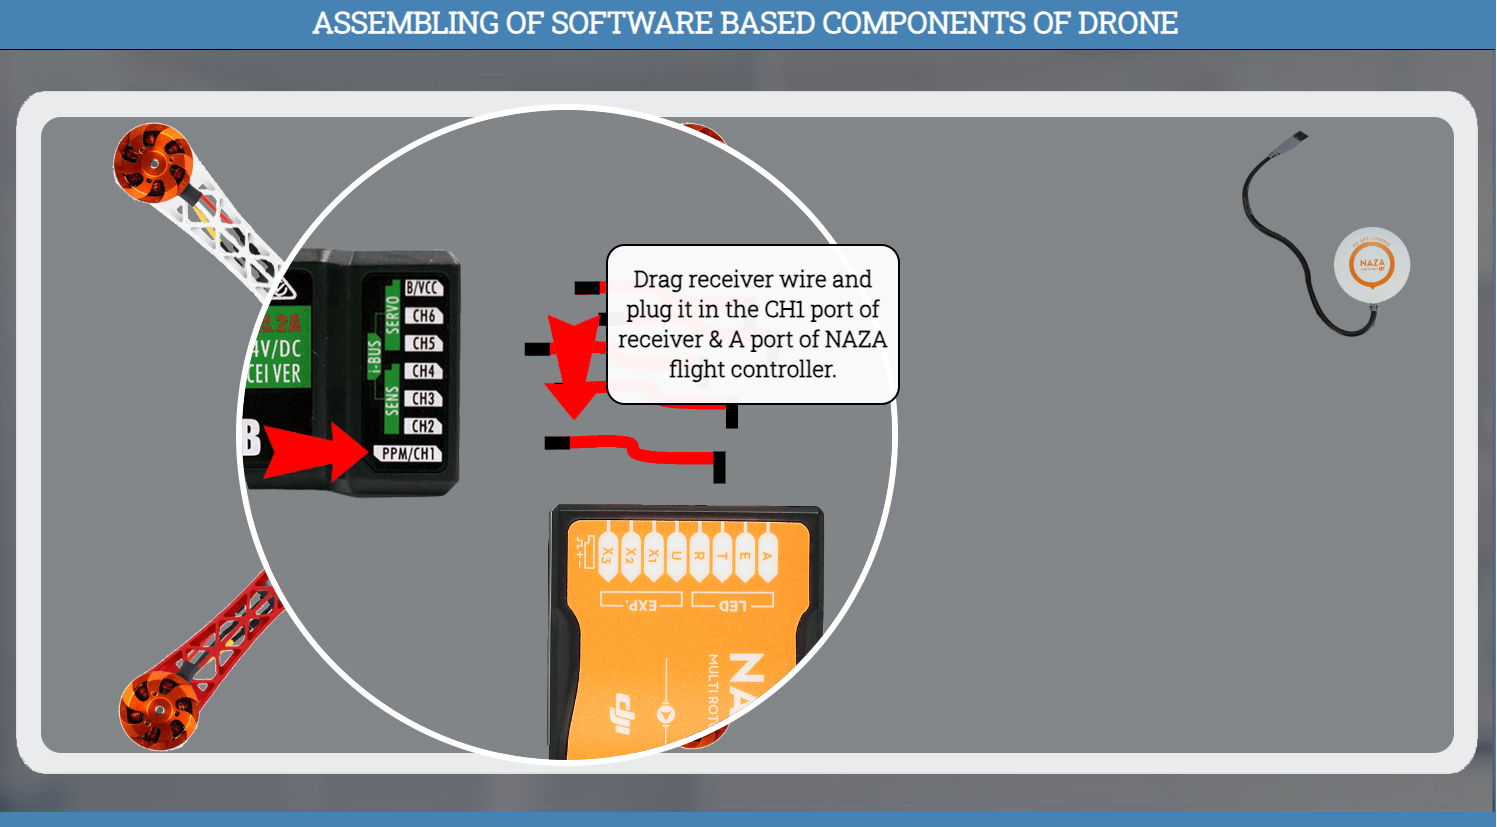 ASSEMBLING OF SOFTWARE BASED COMPONENTS OF DRONE
NAZA
Drag receiver wire and
plug it in the CH1 port of
receiver & A port of NAZA
flight controller.
2A
4V/DC
CEIVER
B
i-BUS
SERVO
SENS
B/VCC
CH6
CH5
CH4
CH3
CH2
PPM/CH1
X3
X2
X1
U
R
T
E
A
EXP.
LED
NA
MULTI ROT
dji